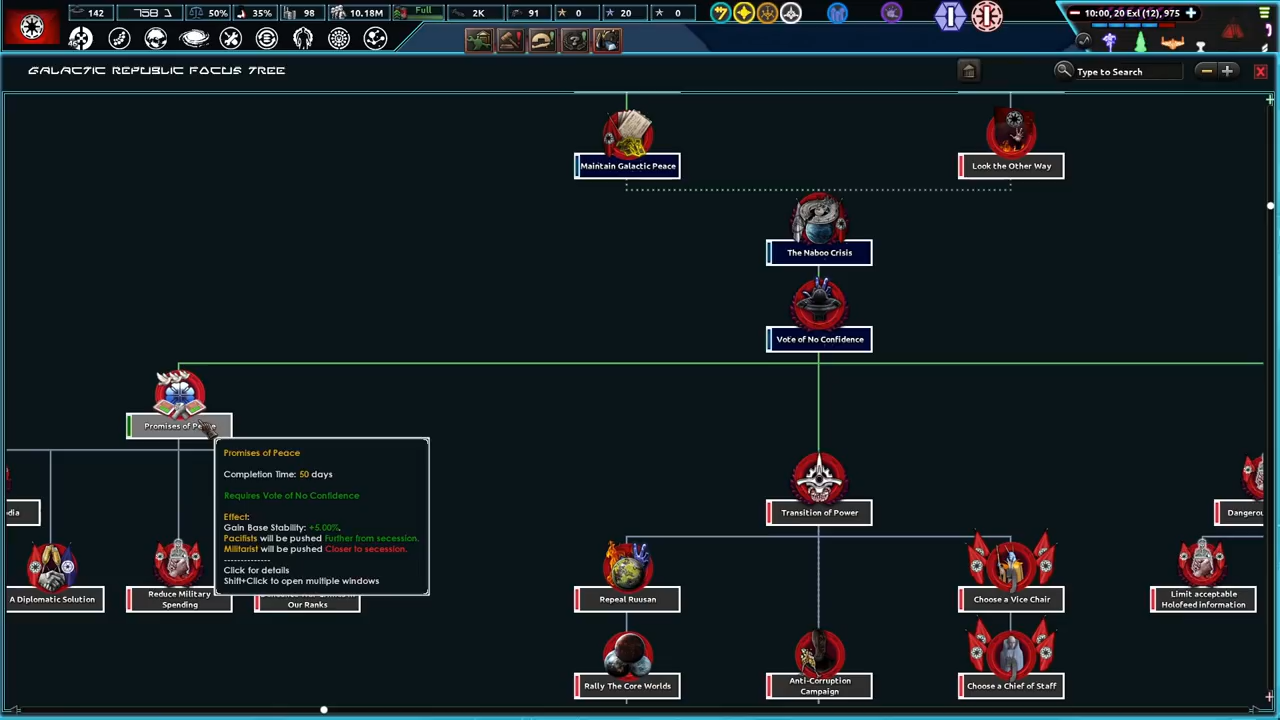 142
758
50%
35%
98
10.18M
Full
2K
91
0
20
0
10:00, 20 Exl (12), 975
GALACTIC REPUBLIC FOCUS TREE
Type to Search
Maintain Galactic Peace
Look the Other Way
The Naboo Crisis
Vote of No Confidence
Promises of Pe
Promises of Peace
Completion Time: 50 days
Requires Vote of No Confidence
Effect:
Gain Base Stability: +5.00%.
Pacifists will be pushed Further from secession.
Militarist will be pushed Closer to secession.
--------------
Click for details
Shift+Click to open multiple windows
dia
Transition of Power
Dangerou
A Diplomatic Solution
Reduce Military
Spending
Our Ranks
Repeal Ruusan
Choose a Vice Chair
Limit acceptable
Holofeed information
Rally The Core Worlds
Anti-Corruption
Campaign
Choose a Chief of Staff